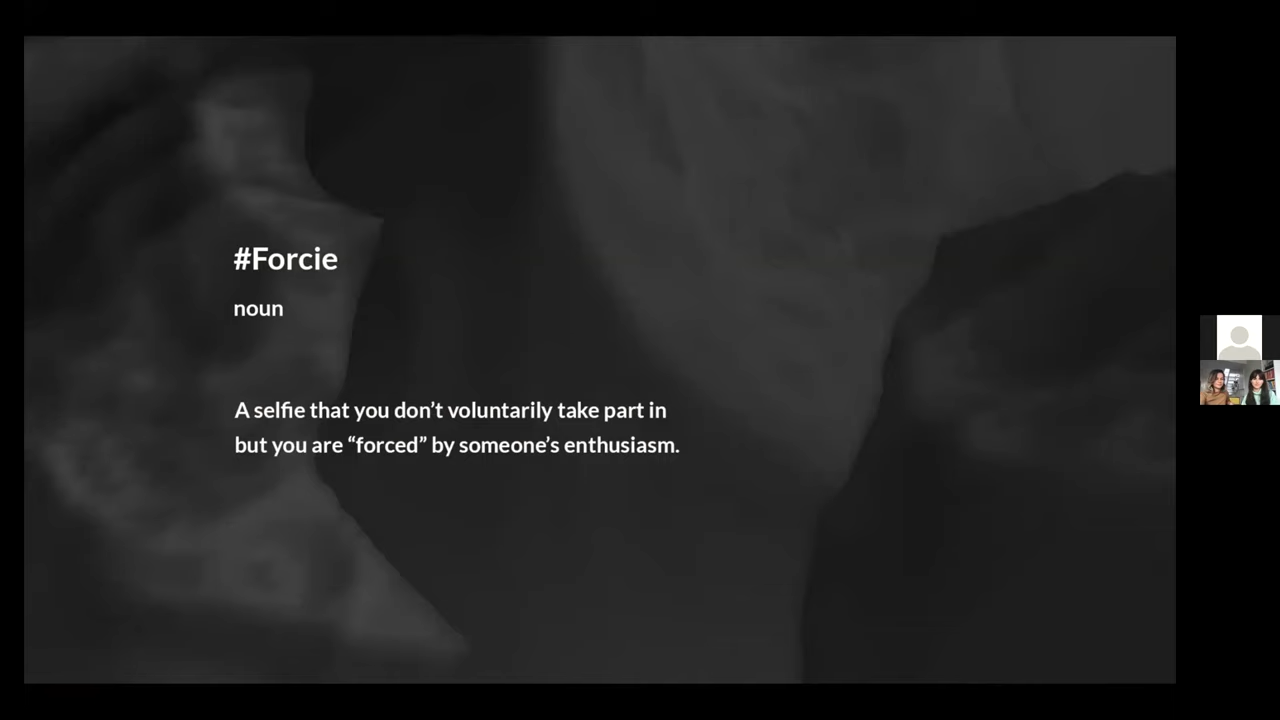 #Forcie
noun
A selfie that you don’t voluntarily take part in
but you are “forced” by someone’s enthusiasm.